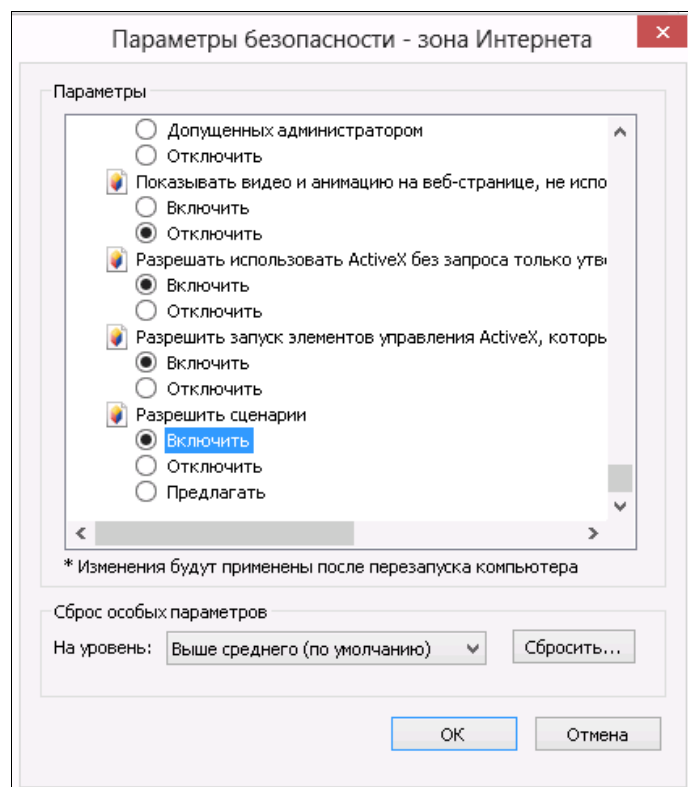 Параметры безопасности - зона Интернета
Параметры
Допущенных администратором
Отключить
Показывать видео и анимацию на веб-странице, не испо
Включить
Отключить
Разрешать использовать ActiveX без запроса только утв
Включить
Отключить
Разрешить запуск элементов управления ActiveX, которь
Включить
Отключить
Разрешить сценарии
Включить
Отключить
Предлагать
* Изменения будут применены после перезапуска компьютера
Сброс особых параметров
На уровень: Выше среднего (по умолчанию) Сбросить...
ОК Отмена